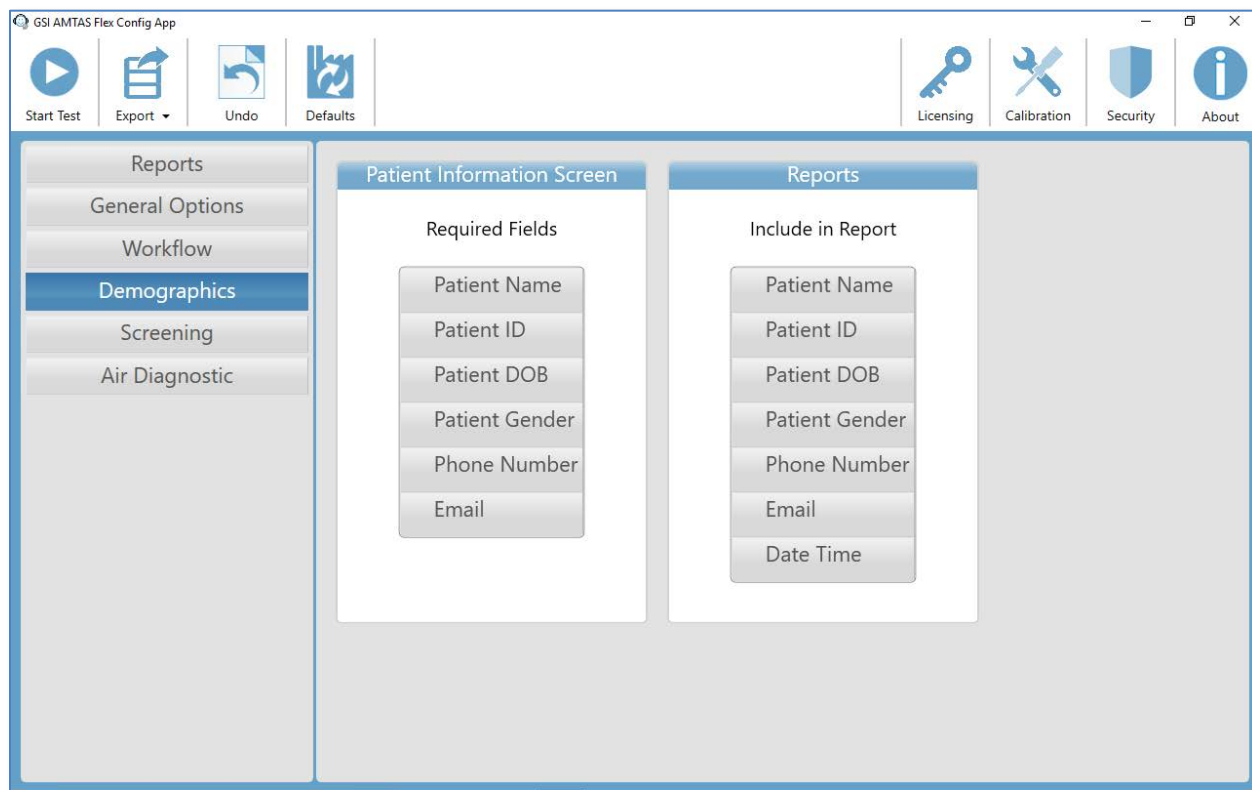 GSI AMTAS Flex Config App
Start Test
Export
Undo
Defaults
Licensing
Calibration
Security
About
Reports
General Options
Workflow
Demographics
Screening
Air Diagnostic
Patient Information Screen
Required Fields
Patient Name
Patient ID
Patient DOB
Patient Gender
Phone Number
Email
Reports
Include in Report
Patient Name
Patient ID
Patient DOB
Patient Gender
Phone Number
Email
Date Time